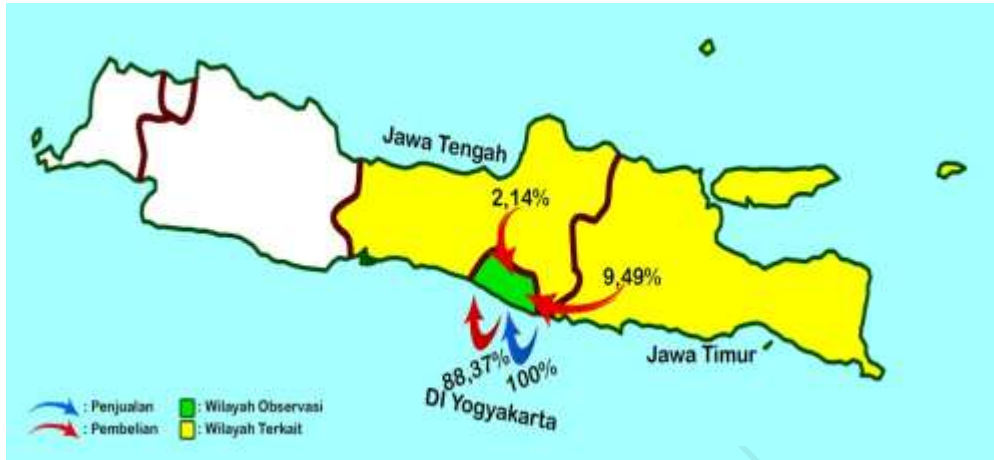 Jawa Tengah
2,14%
9,49%
88,37%
100%
DI Yogyakarta
Jawa Timur
: Penjualan
: Wilayah Observasi
: Pembelian
: Wilayah Terkait